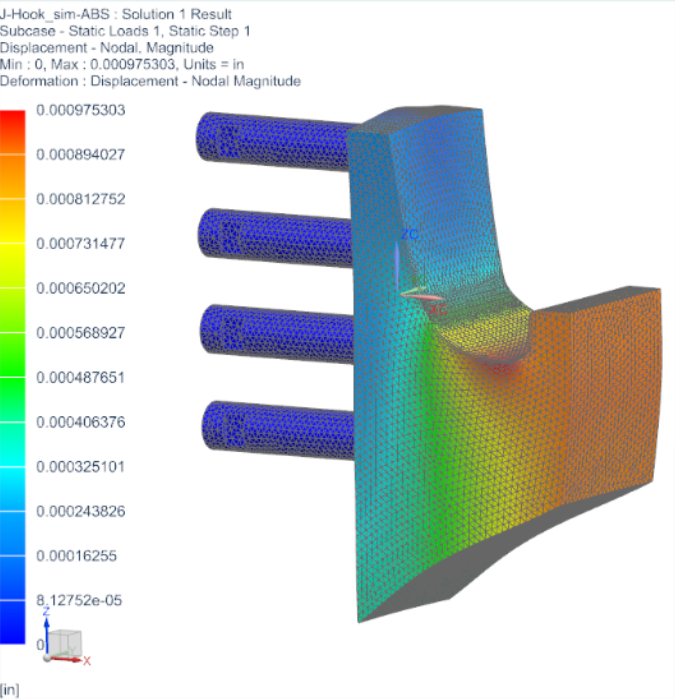 J-Hook_sim-ABS : Solution 1 Result
Subcase - Static Loads 1, Static Step 1
Displacement - Nodal, Magnitude
Min : 0, Max : 0.000975303, Units = in
Deformation : Displacement - Nodal Magnitude
0.000975303
0.000894027
0.000812752
0.000731477
0.000650202
0.000568927
0.000487651
0.000406376
0.000325101
0.000243826
0.00016255
8.12752e-05
0
ZC
XC
Z
X
[in]